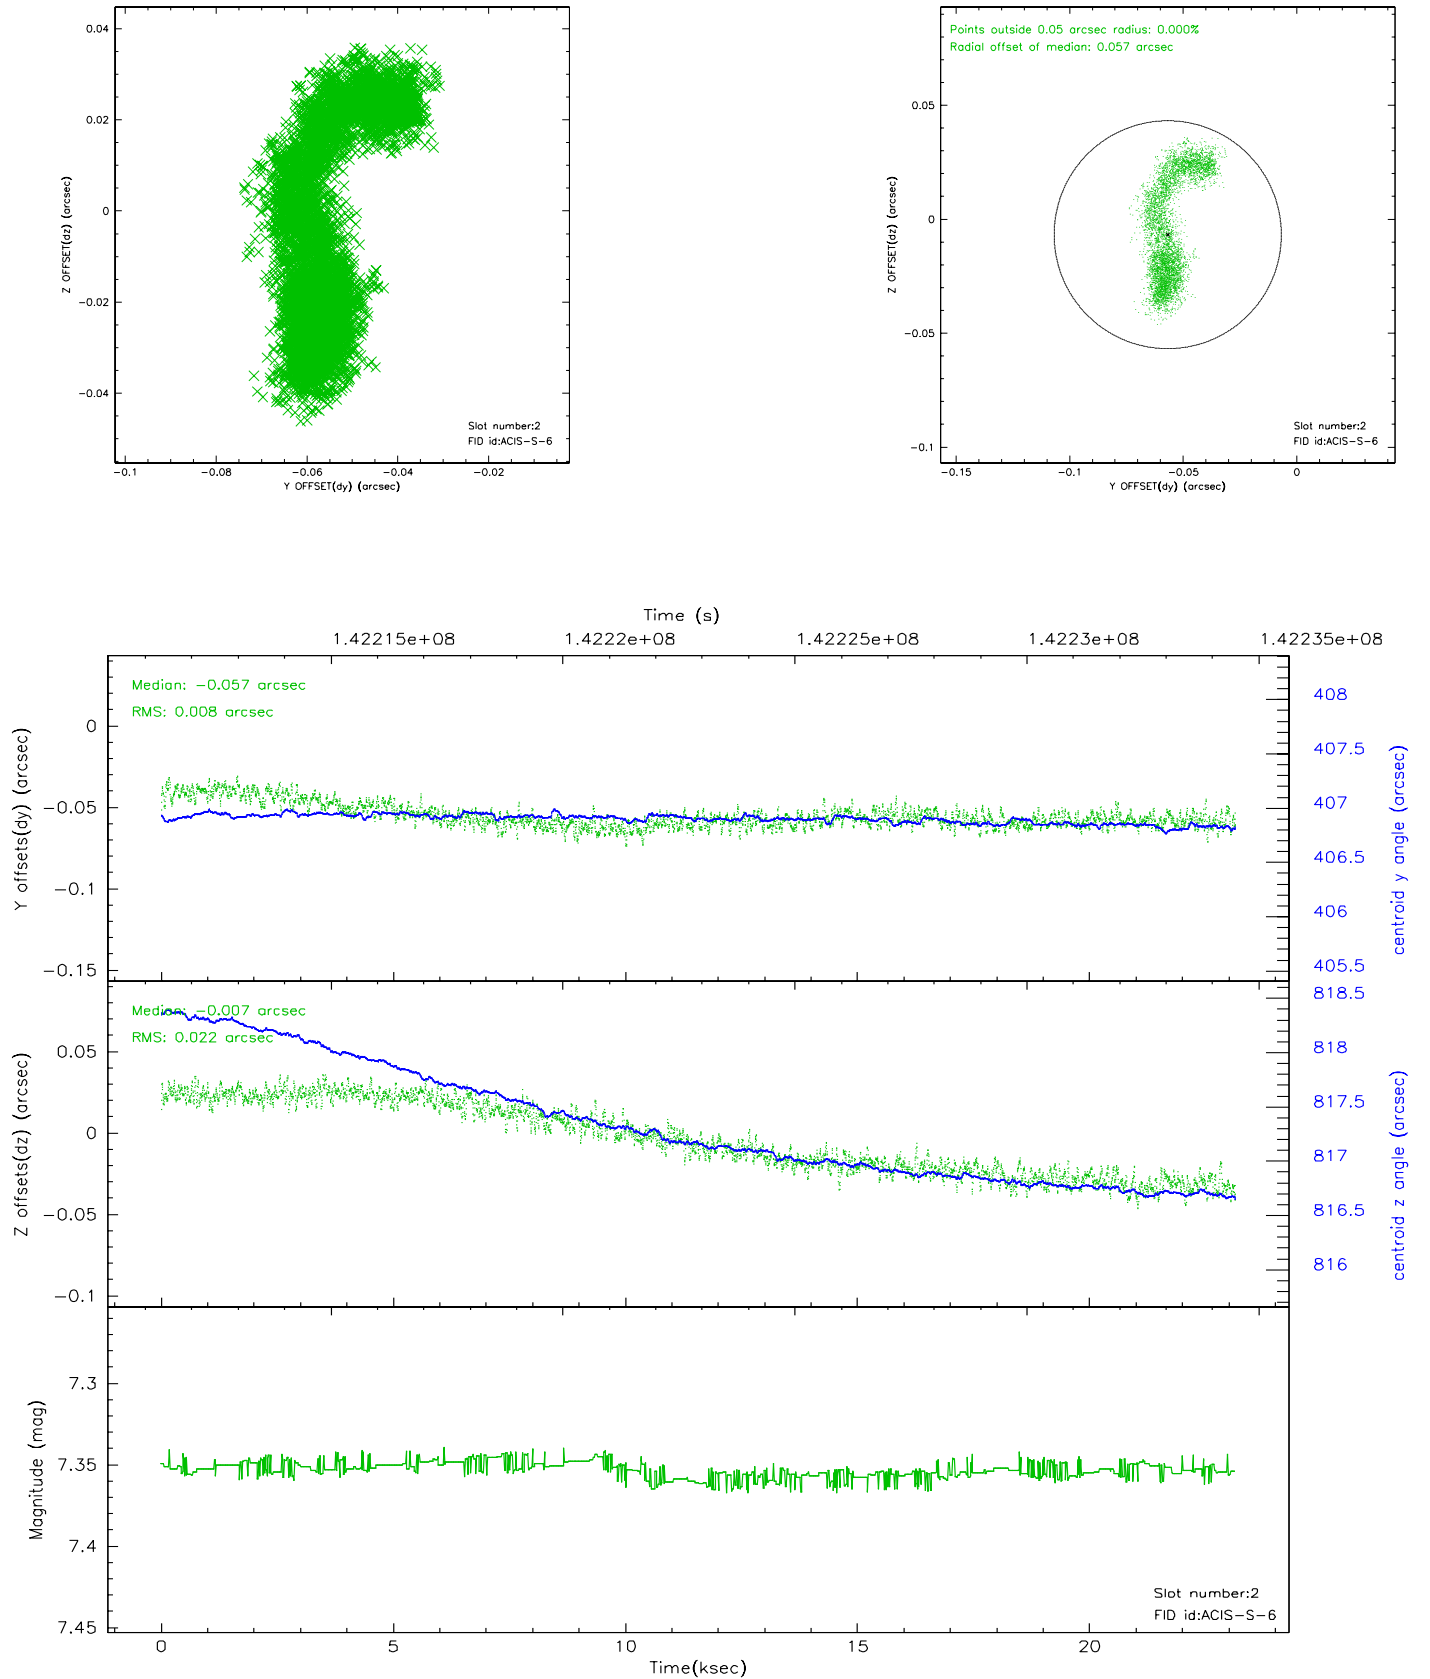 0.04
0.02
0
-0.02
-0.04
Z OFFSET(dz) (arcsec)
Slot number:2
FID id:ACIS-S-6
-0.1
-0.08
-0.06
-0.04
-0.02
Y OFFSET(dy) (arcsec)
Points outside 0.05 arcsec radius: 0.000%
Radial offset of median: 0.057 arcsec
0.05
0
-0.05
-0.1
Z OFFSET(dz) (arcsec)
Slot number:2
FID id:ACIS-S-6
-0.15
-0.1
-0.05
0
Y OFFSET(dy) (arcsec)
Time (s)
1.42215e+08
1.4222e+08
1.42225e+08
1.4223e+08
1.42235e+08
Median: -0.057 arcsec
RMS: 0.008 arcsec
0
-0.05
-0.1
-0.15
Y offsets(dy) (arcsec)
408
407.5
407
406.5
406
405.5
centroid y angle (arcsec)
Median: -0.007 arcsec
RMS: 0.022 arcsec
0.05
0
-0.05
-0.1
Z offsets(dz) (arcsec)
818.5
818
817.5
817
816.5
816
centroid z angle (arcsec)
7.3
7.35
7.4
7.45
Magnitude (mag)
Slot number:2
FID id:ACIS-S-6
0
5
10
15
20
Time(ksec)